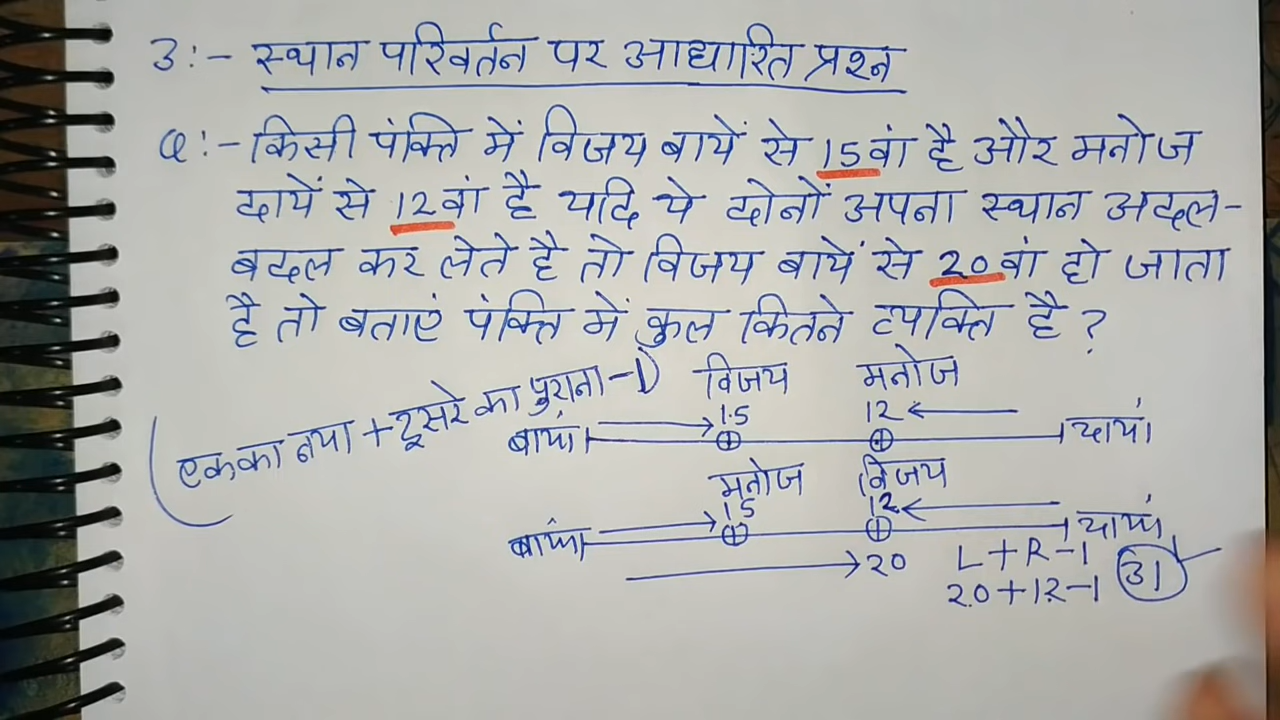 3:- स्थान परिवर्तन पर आधारित प्रश्न
Q:- किसी पंक्ति में विजय बायें से 15वां है और मनोज
दायें से 12वां है यदि ये दोनों अपना स्थान अदल-
बदल कर लेते है तो विजय बायें से 20वां हो जाता
है तो बताएं पंक्ति में कुल कितने व्यक्ति है?
एक का नया + दूसरे का पुराना -1)
विजय मनोज
बायां 15 12 दायां
मनोज विजय
बायां 15 12 दायां
20 L+R-1
20+12-1 31